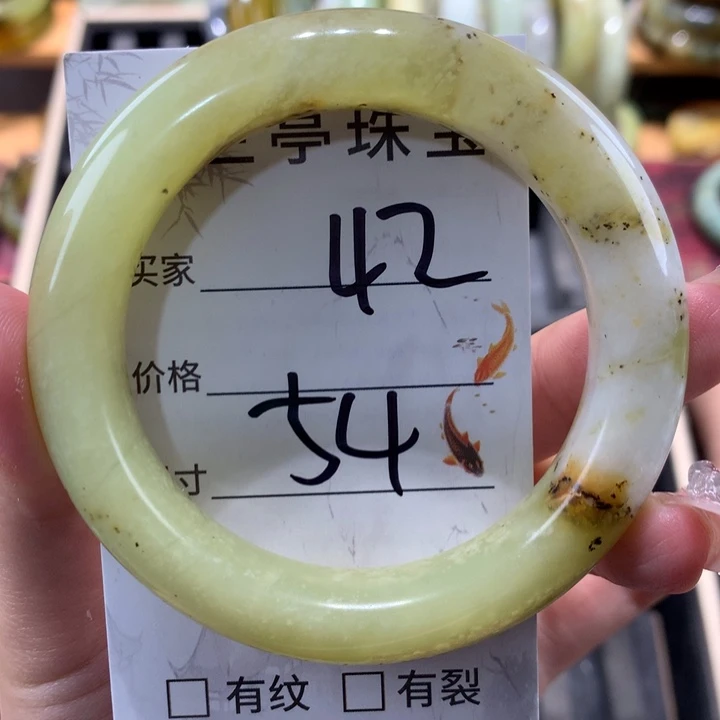 亭珠宝
买家 42
价格
寸 54
□ 有纹 □ 有裂